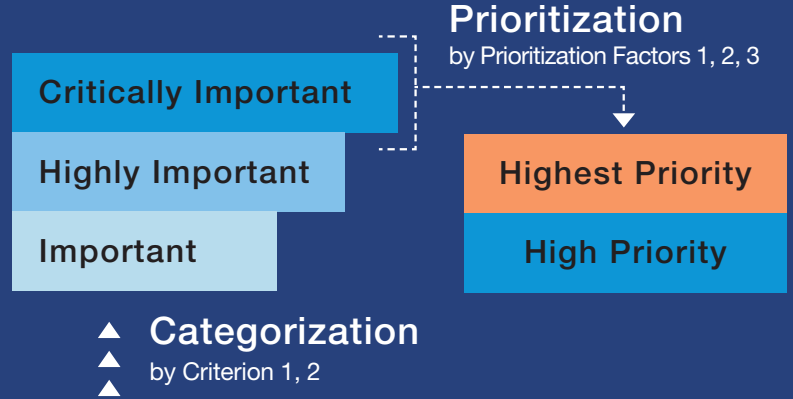 Prioritization
by Prioritization Factors 1, 2, 3
Critically Important
Highly Important
Important
Highest Priority
High Priority
Categorization
by Criterion 1, 2